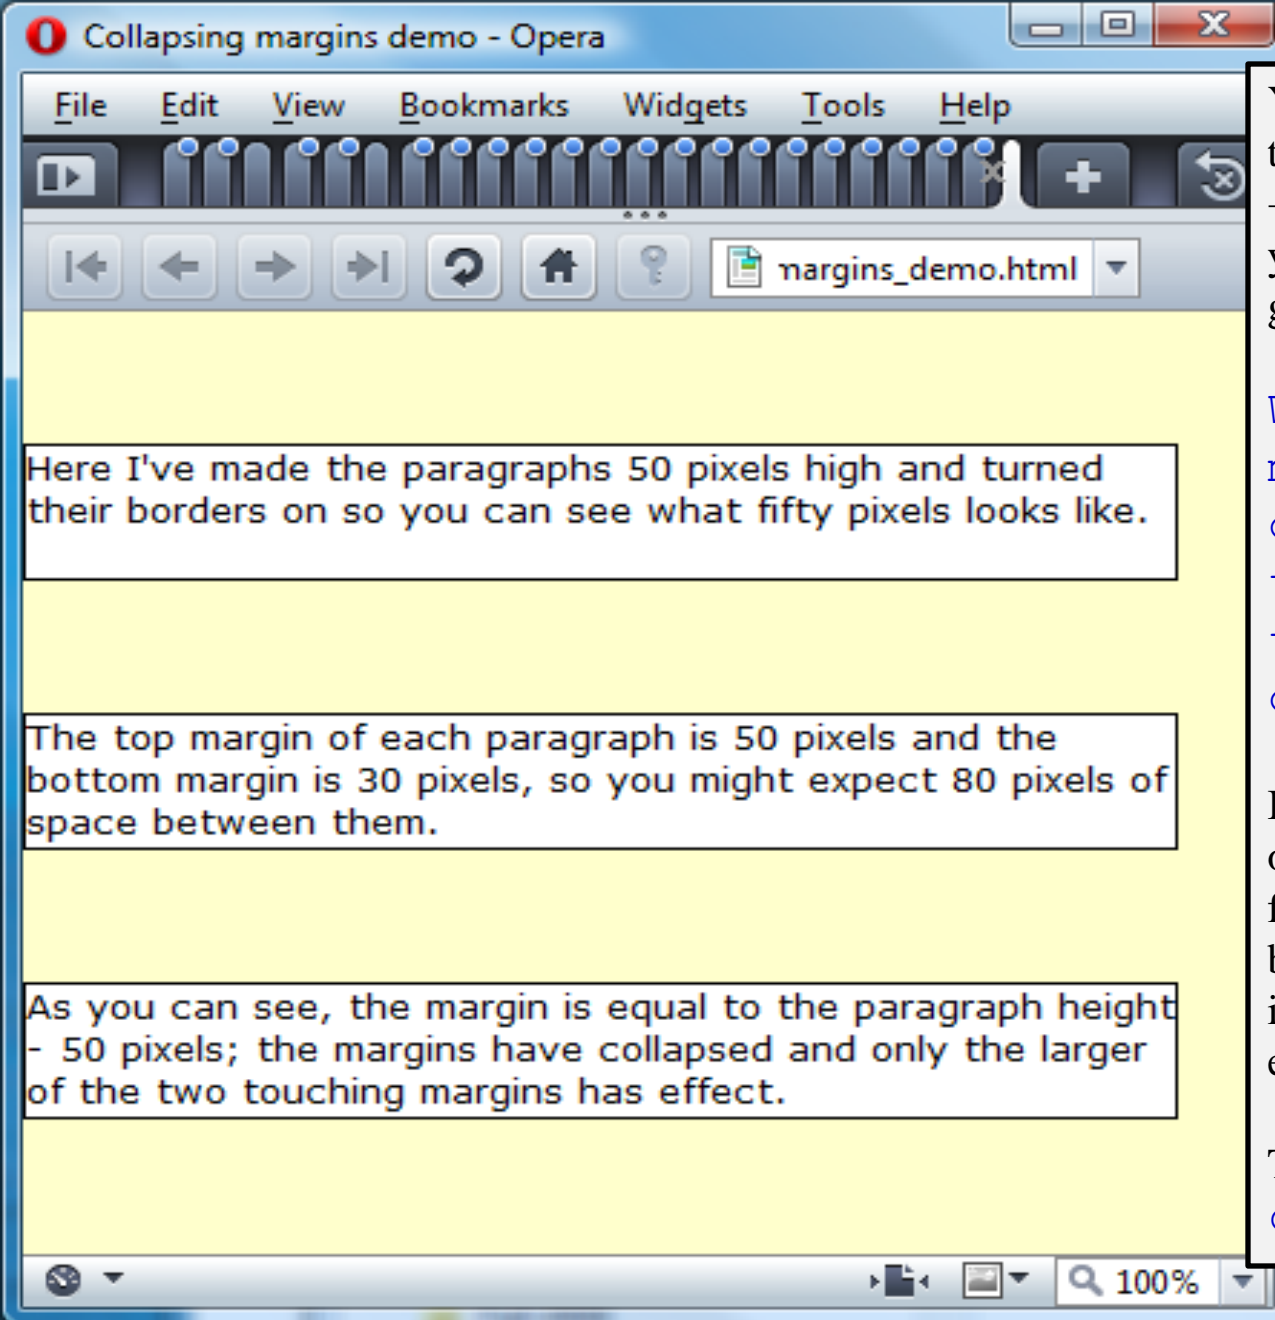 Collapsing margins demo - Opera
File Edit View Bookmarks Widgets Tools Help
margins_demo.html
Here I've made the paragraphs 50 pixels high and turned
their borders on so you can see what fifty pixels looks like.
The top margin of each paragraph is 50 pixels and the
bottom margin is 30 pixels, so you might expect 80 pixels of
space between them.
As you can see, the margin is equal to the paragraph height
- 50 pixels; the margins have collapsed and only the larger
of the two touching margins has effect.
100%